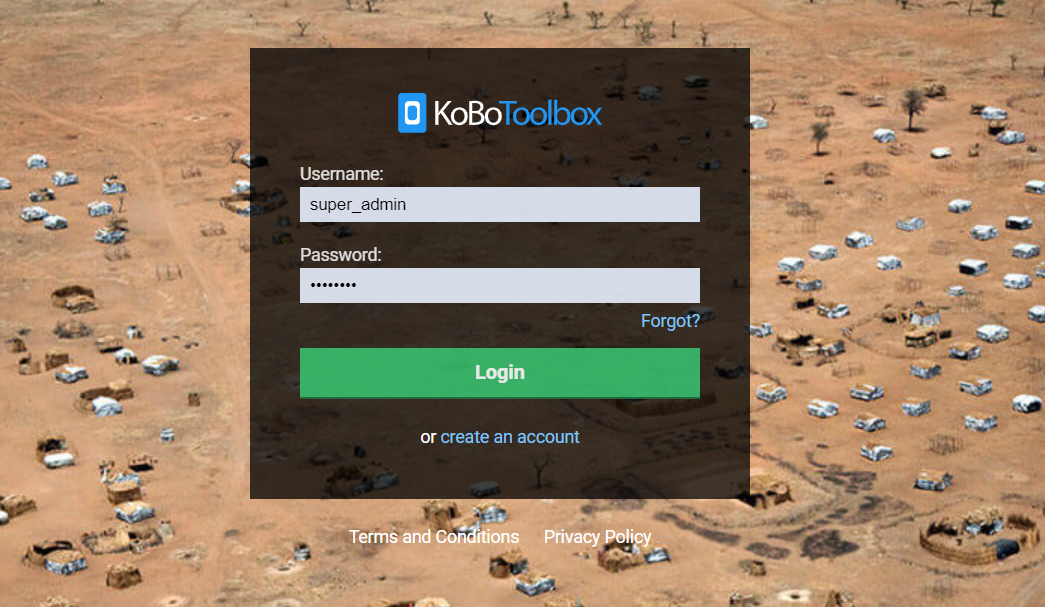 KoBoToolbox
Username:
super_admin
Password:
••••••••
Forgot?
Login
or create an account
Terms and Conditions Privacy Policy